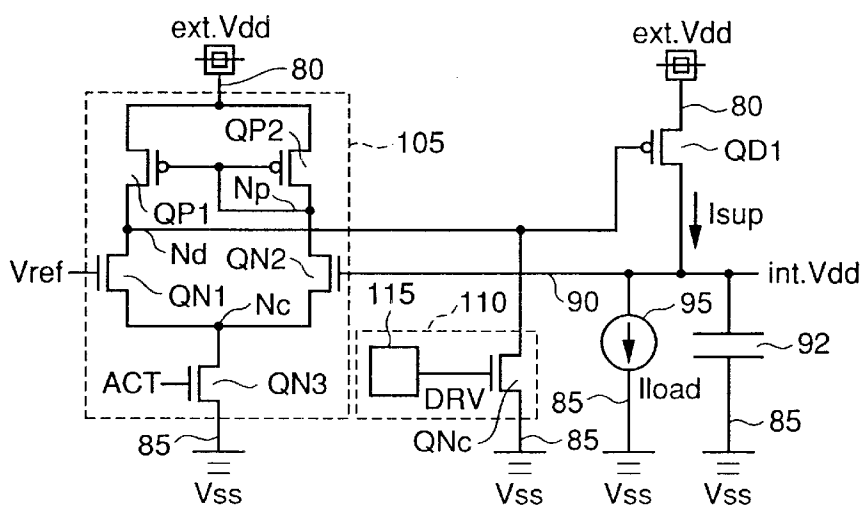 ext.Vdd
ext.Vdd
80
80
QP2
105
QP1
Np
QD1
Isup
Nd
QN2
Vref
QN1
115
110
90
int.Vdd
95
Nc
92
ACT
QN3
DRV
85
Iload
85
QNc
85
85
Vss
Vss
Vss
Vss